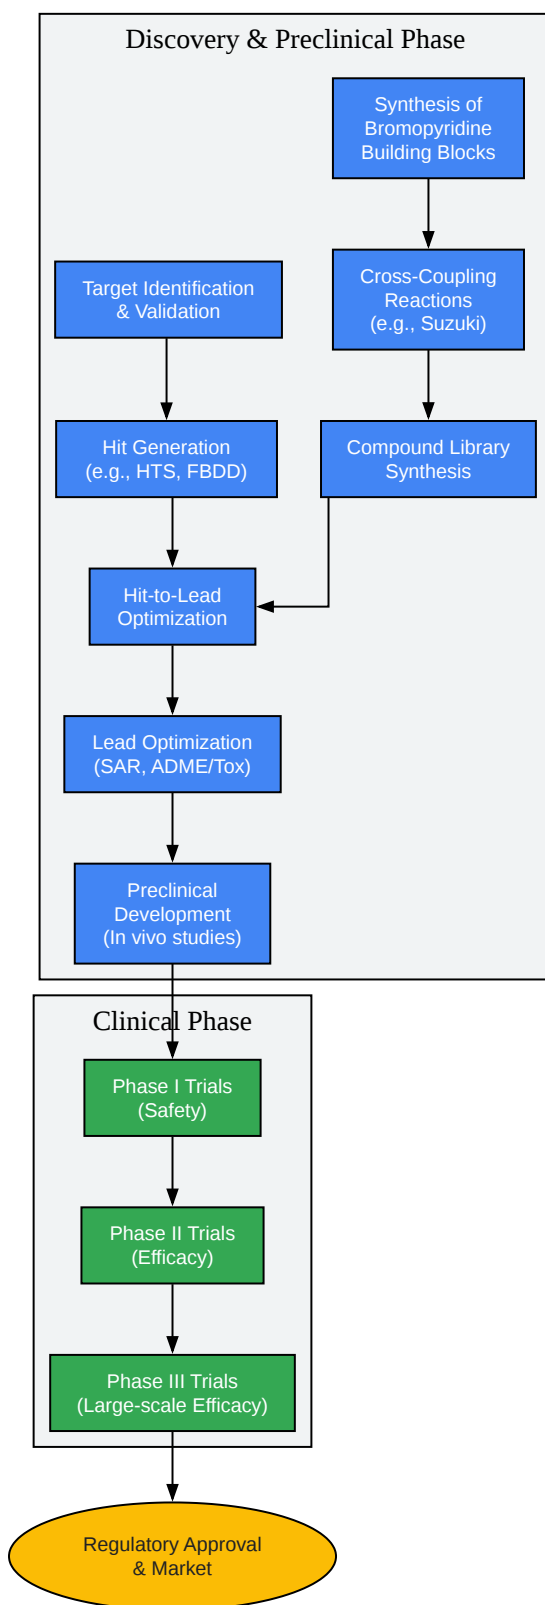 Discovery & Preclinical Phase
Synthesis of
Bromopyridine
Building Blocks
Cross-Coupling
Reactions
(e.g., Suzuki)
Target Identification
& Validation
Hit Generation
(e.g., HTS, FBDD)
Compound Library
Synthesis
Hit-to-Lead
Optimization
Lead Optimization
(SAR, ADME/Tox)
Preclinical
Development
(In vivo studies)
Clinical Phase
Phase I Trials
(Safety)
Phase II Trials
(Efficacy)
Phase III Trials
(Large-scale Efficacy)
Regulatory Approval
& Market